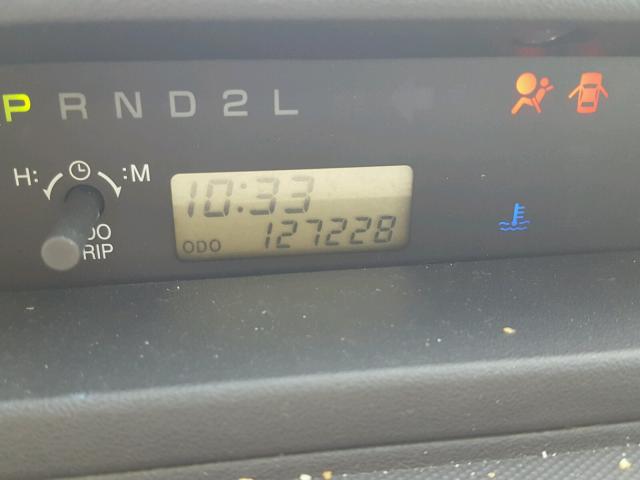 P R N D 2 L
H: :M
10:33
ODO 127228
DO
RIP